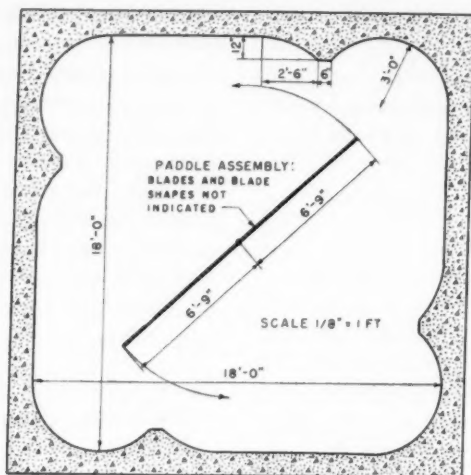 12"
2'-6"
6"
3'-0"
PADDLE ASSEMBLY:
BLADES AND BLADE
SHAPES NOT
INDICATED
6'-9"
18'-0"
6'-9"
SCALE 1/8" = 1 FT
18'-0"